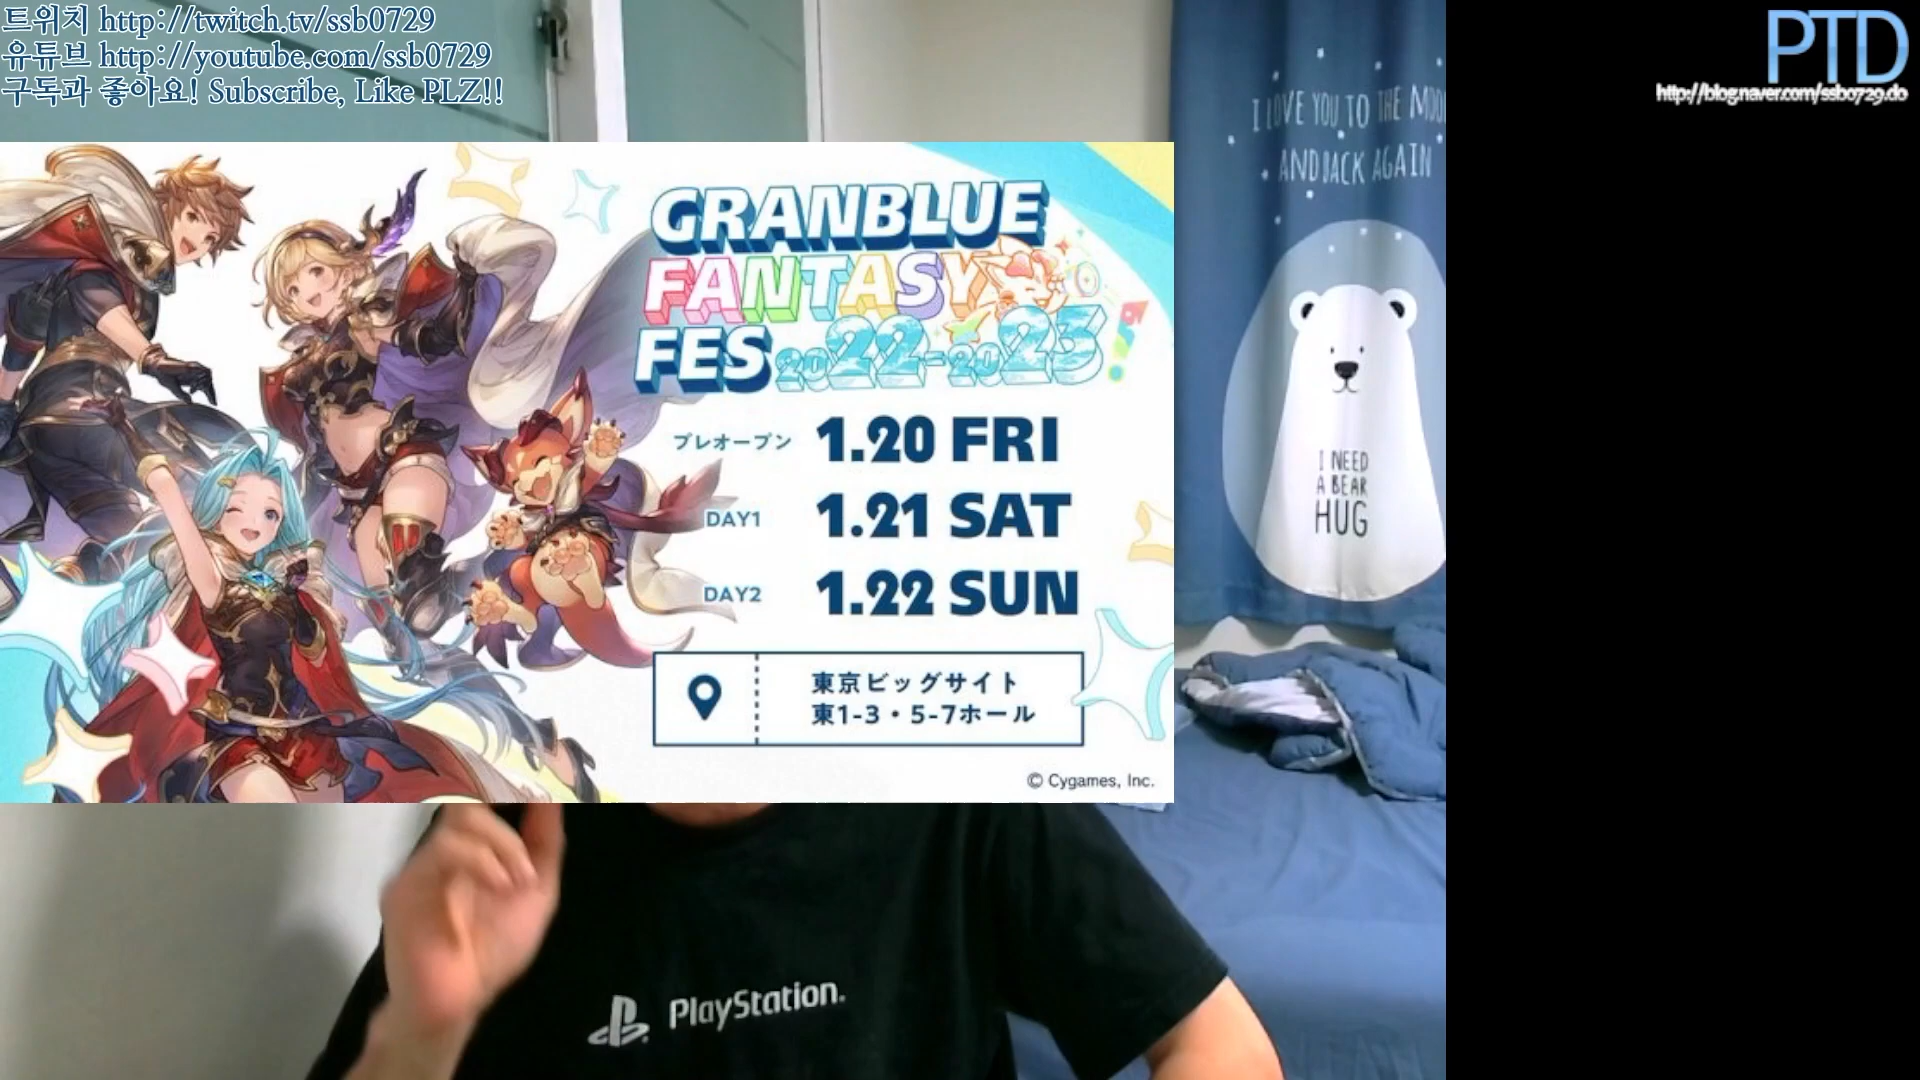 트위치 http://twitch.tv/ssb0729
유튜브 http://youtube.com/ssb0729
구독과 좋아요! Subscribe, Like PLZ!!
PTD
http://blog.naver.com/ssb0729.do
I LOVE YOU TO THE MOO
AND BACK AGAIN
GRANBLUE
FANTASY
FES 2022-2023
プレオープン 1.20 FRI
DAY1 1.21 SAT
DAY2 1.22 SUN
東京ビッグサイト
東1-3・5-7ホール
© Cygames, Inc.
I NEED
A BEAR
HUG
PlayStation.